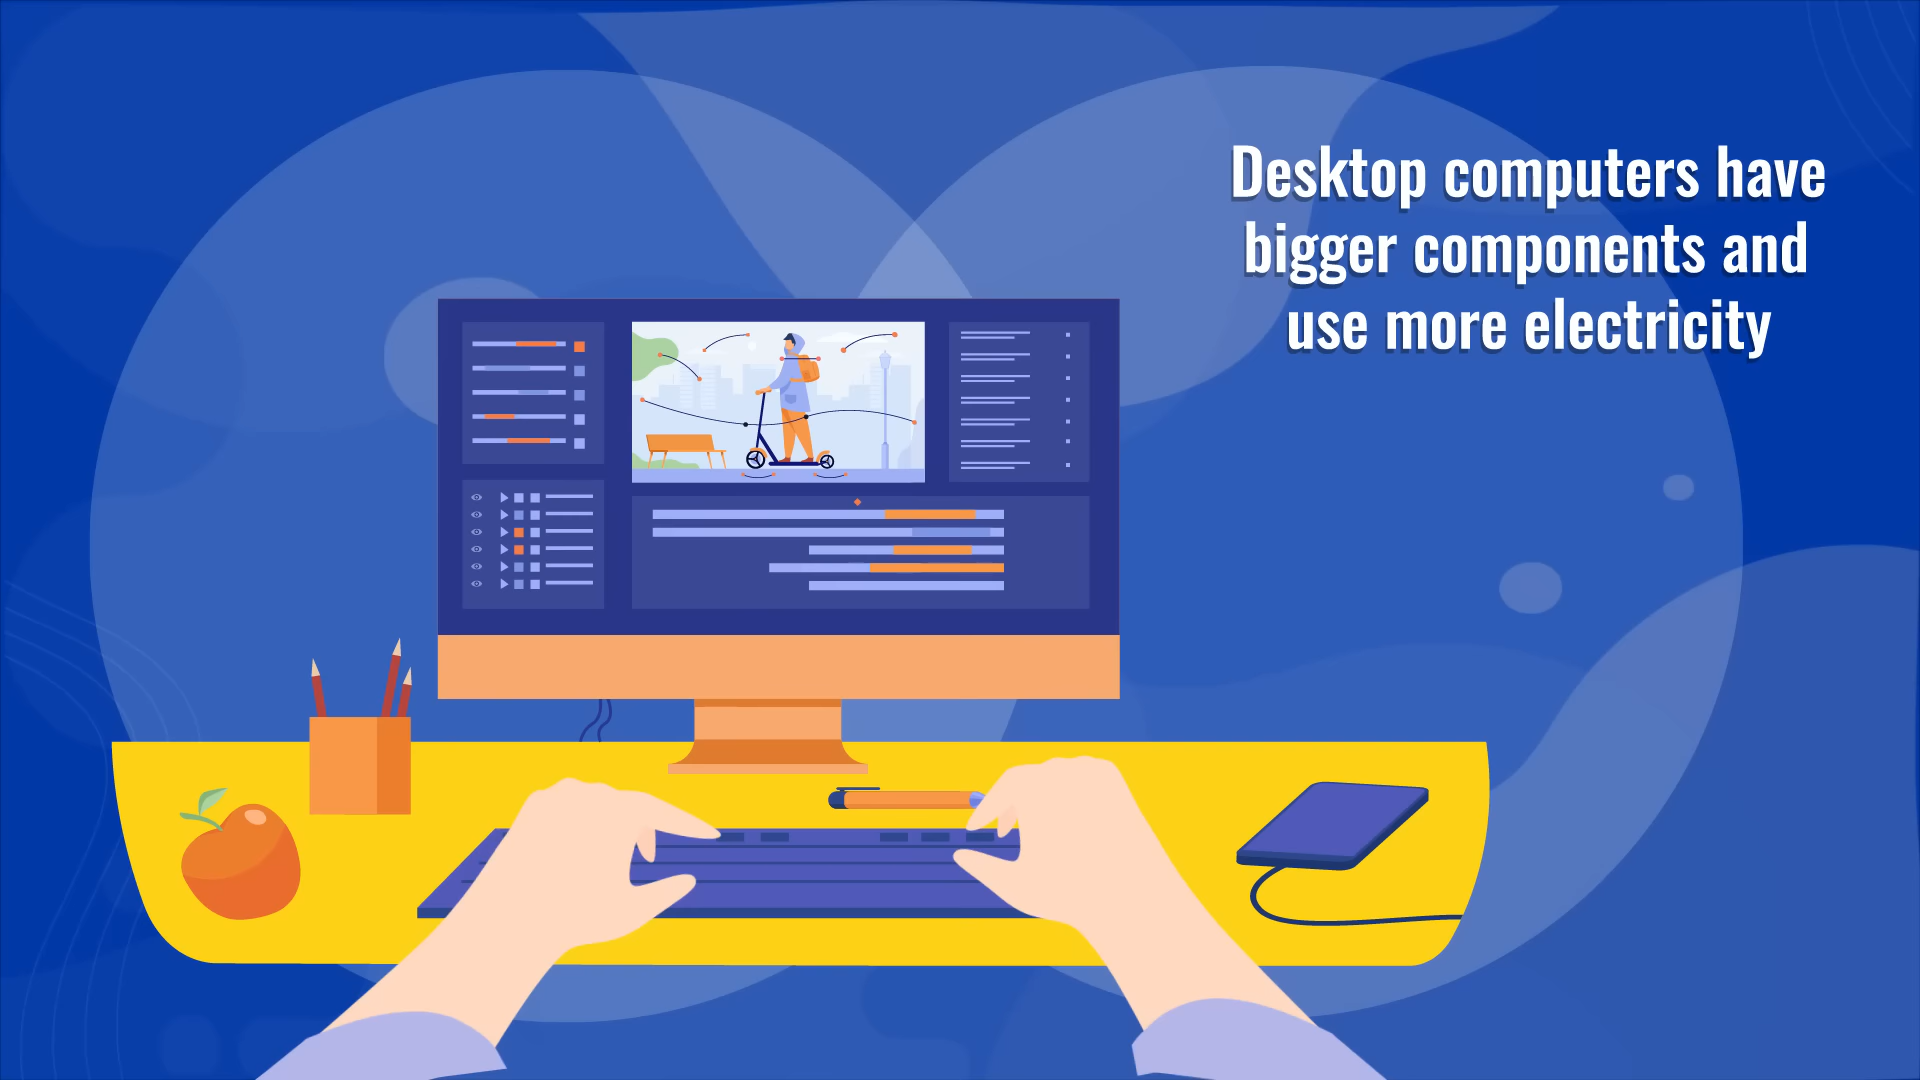 Desktop computers have
bigger components and
use more electricity